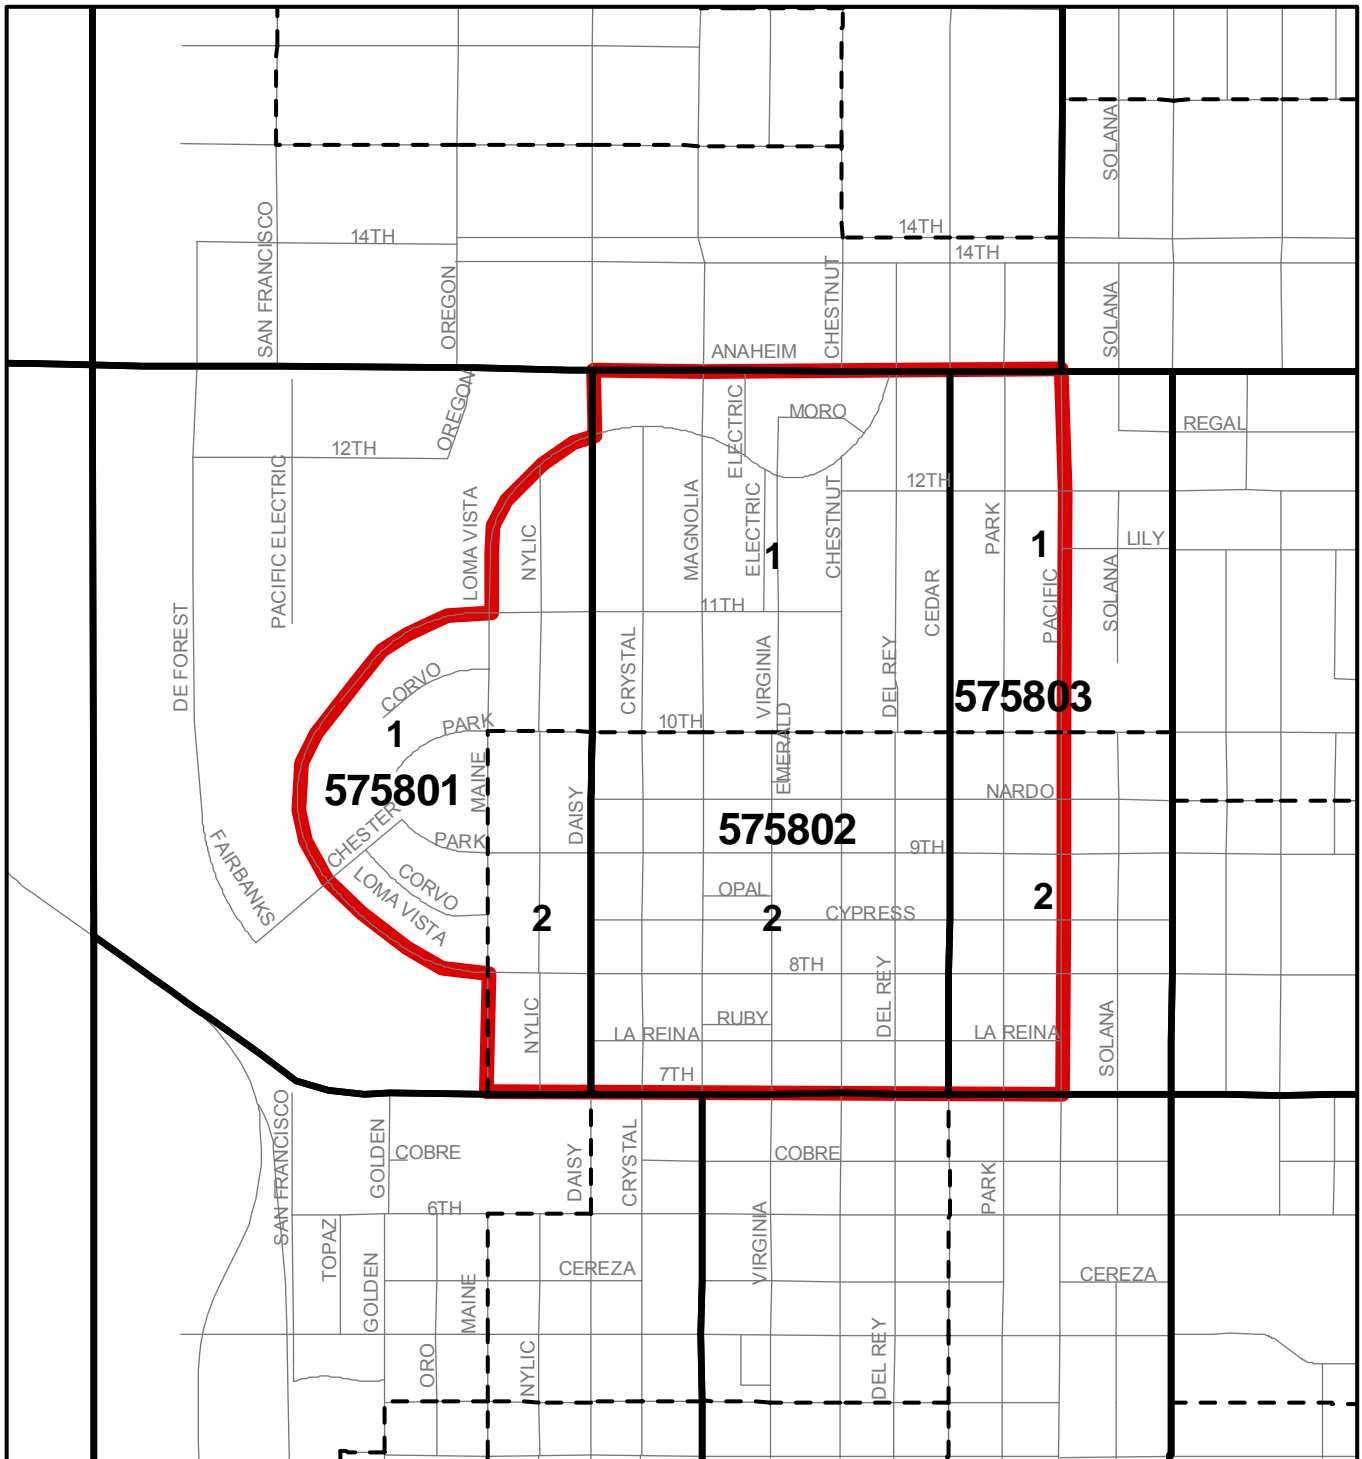 SOLANA
SAN FRANCISCO
14TH
14TH
14TH
OREGON
CHESTNUT
SOLANA
ANAHEIM
OREGON
ELECTRIC
MORO
REGAL
12TH
PACIFIC ELECTRIC
LOMA VISTA
NYLIC
MAGNOLIA
ELECTRIC
1
CHESTNUT
12TH
PARK
1
LILY
SOLANA
DE FOREST
11TH
CEDAR
PACIFIC
CORVO
CRYSTAL
VIRGINIA
DEL REY
575803
1
PARK
10TH
EMERALD
575801
MAINE
DAISY
NARDO
CHESTER
PARK
575802
9TH
FAIRBANKS
CORVO
LOMA VISTA
OPAL
2
2
CYPRESS
2
8TH
NYLIC
DEL REY
RUBY
LA REINA
LA REINA
SOLANA
7TH
SAN FRANCISCO
GOLDEN
COBRE
DAISY
CRYSTAL
COBRE
PARK
6TH
TOPAZ
GOLDEN
MAINE
CEREZA
VIRGINIA
CEREZA
ORO
NYLIC
DEL REY